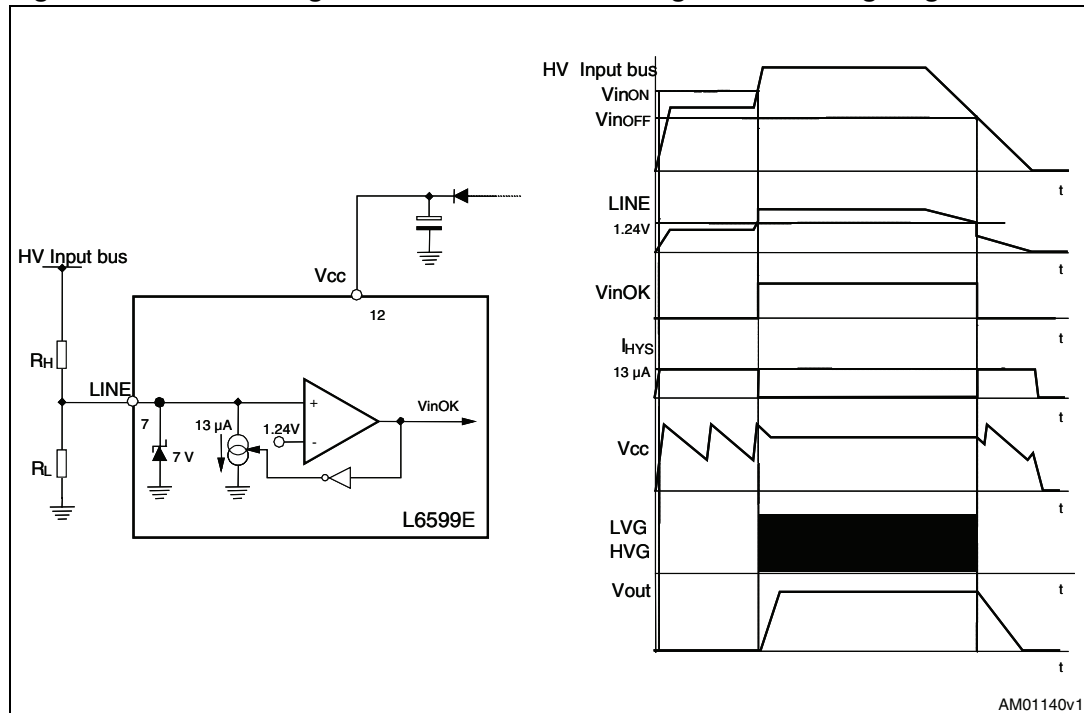 HV Input bus
RH
RL
LINE
7
7 V
13 µA
1.24V
+
-
VinOK
Vcc
12
L6599E
HV Input bus
VinON
VinOFF
t
LINE
1.24V
t
VinOK
t
IHYS
13 µA
t
Vcc
t
LVG
HVG
t
Vout
t
AM01140v1